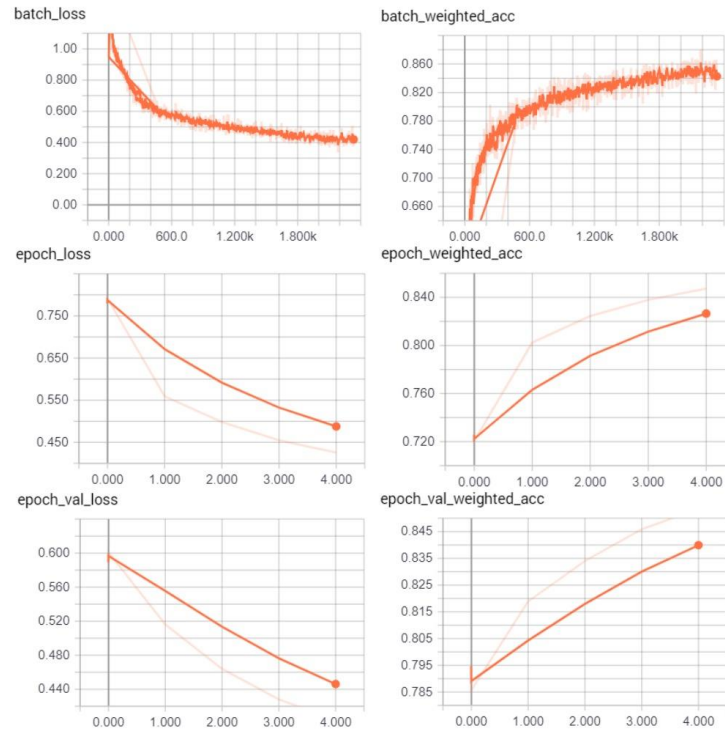 batch_loss
1.00
0.800
0.600
0.400
0.200
0.00
0.000 600.0 1.200k 1.800k
batch_weighted_acc
0.860
0.820
0.780
0.740
0.700
0.660
0.000 600.0 1.200k 1.800k
epoch_loss
0.750
0.650
0.550
0.450
0.000 1.000 2.000 3.000 4.000
epoch_weighted_acc
0.840
0.800
0.760
0.720
0.000 1.000 2.000 3.000 4.000
epoch_val_loss
0.600
0.560
0.520
0.480
0.440
0.000 1.000 2.000 3.000 4.000
epoch_val_weighted_acc
0.845
0.835
0.825
0.815
0.805
0.795
0.785
0.000 1.000 2.000 3.000 4.000